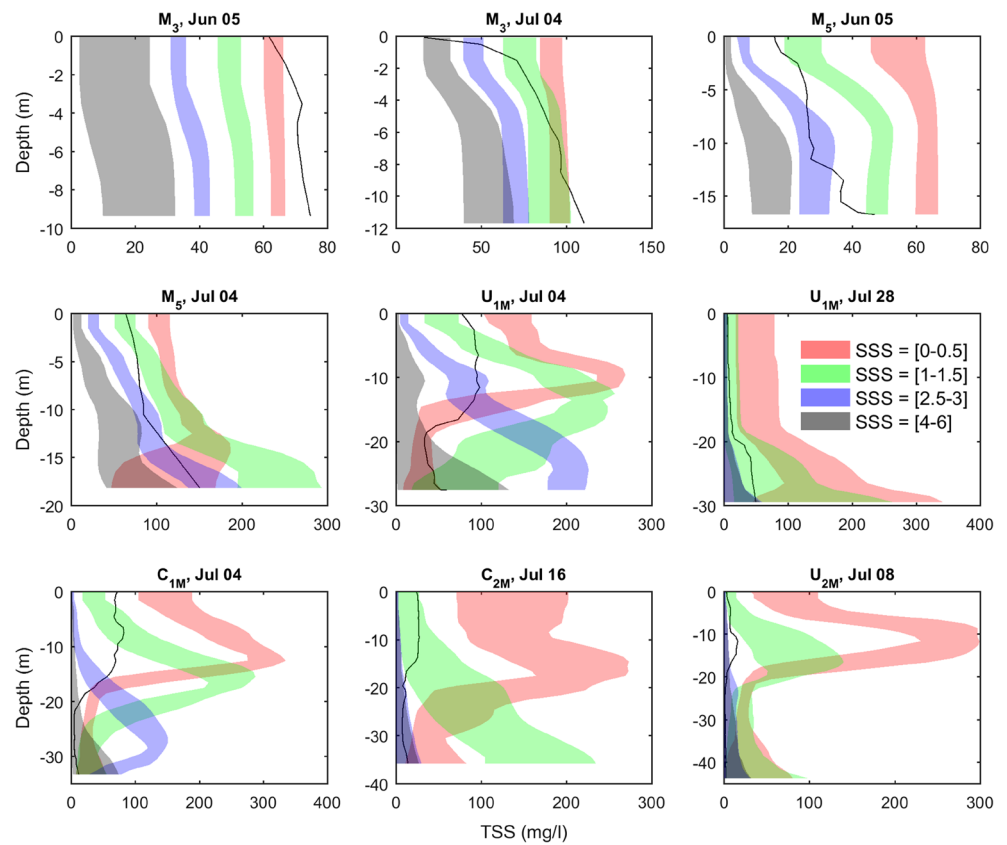 M3, Jun 05
M3, Jul 04
M5, Jun 05
0
-2
-4
-6
-8
-10
Depth (m)
0 20 40 60 80
0
-2
-4
-6
-8
-10
-12
0 50 100 150
0
-5
-10
-15
0 20 40 60 80
M5, Jul 04
U1M, Jul 04
U1M, Jul 28
0
-5
-10
-15
-20
Depth (m)
0 100 200 300
0
-10
-20
-30
0 100 200 300
0
-10
-20
-30
0 100 200 300 400
SSS = [0-0.5]
SSS = [1-1.5]
SSS = [2.5-3]
SSS = [4-6]
C1M, Jul 04
C2M, Jul 16
U2M, Jul 08
0
-10
-20
-30
Depth (m)
0 100 200 300 400
0
-10
-20
-30
-40
0 100 200 300
0
-10
-20
-30
-40
0 100 200 300
TSS (mg/l)